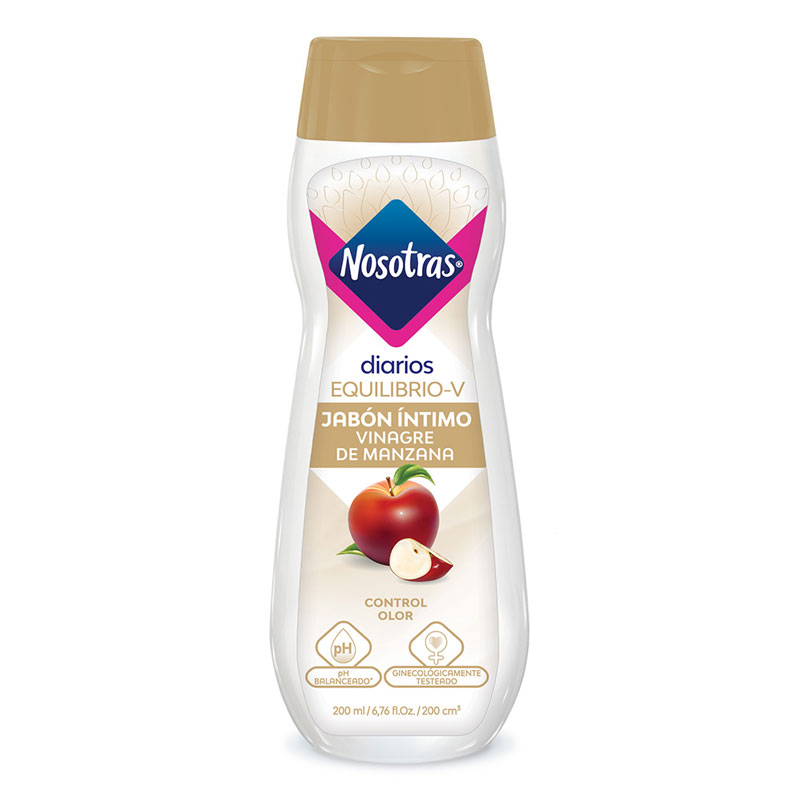 Nosotras®
diarios
EQUILIBRIO-V
JABÓN ÍNTIMO
VINAGRE
DE MANZANA
CONTROL
OLOR
pH
pH
BALANCEADO*
GINECOLÓGICAMENTE
TESTEADO
200 ml / 6,76 fl.Oz. / 200 cm³